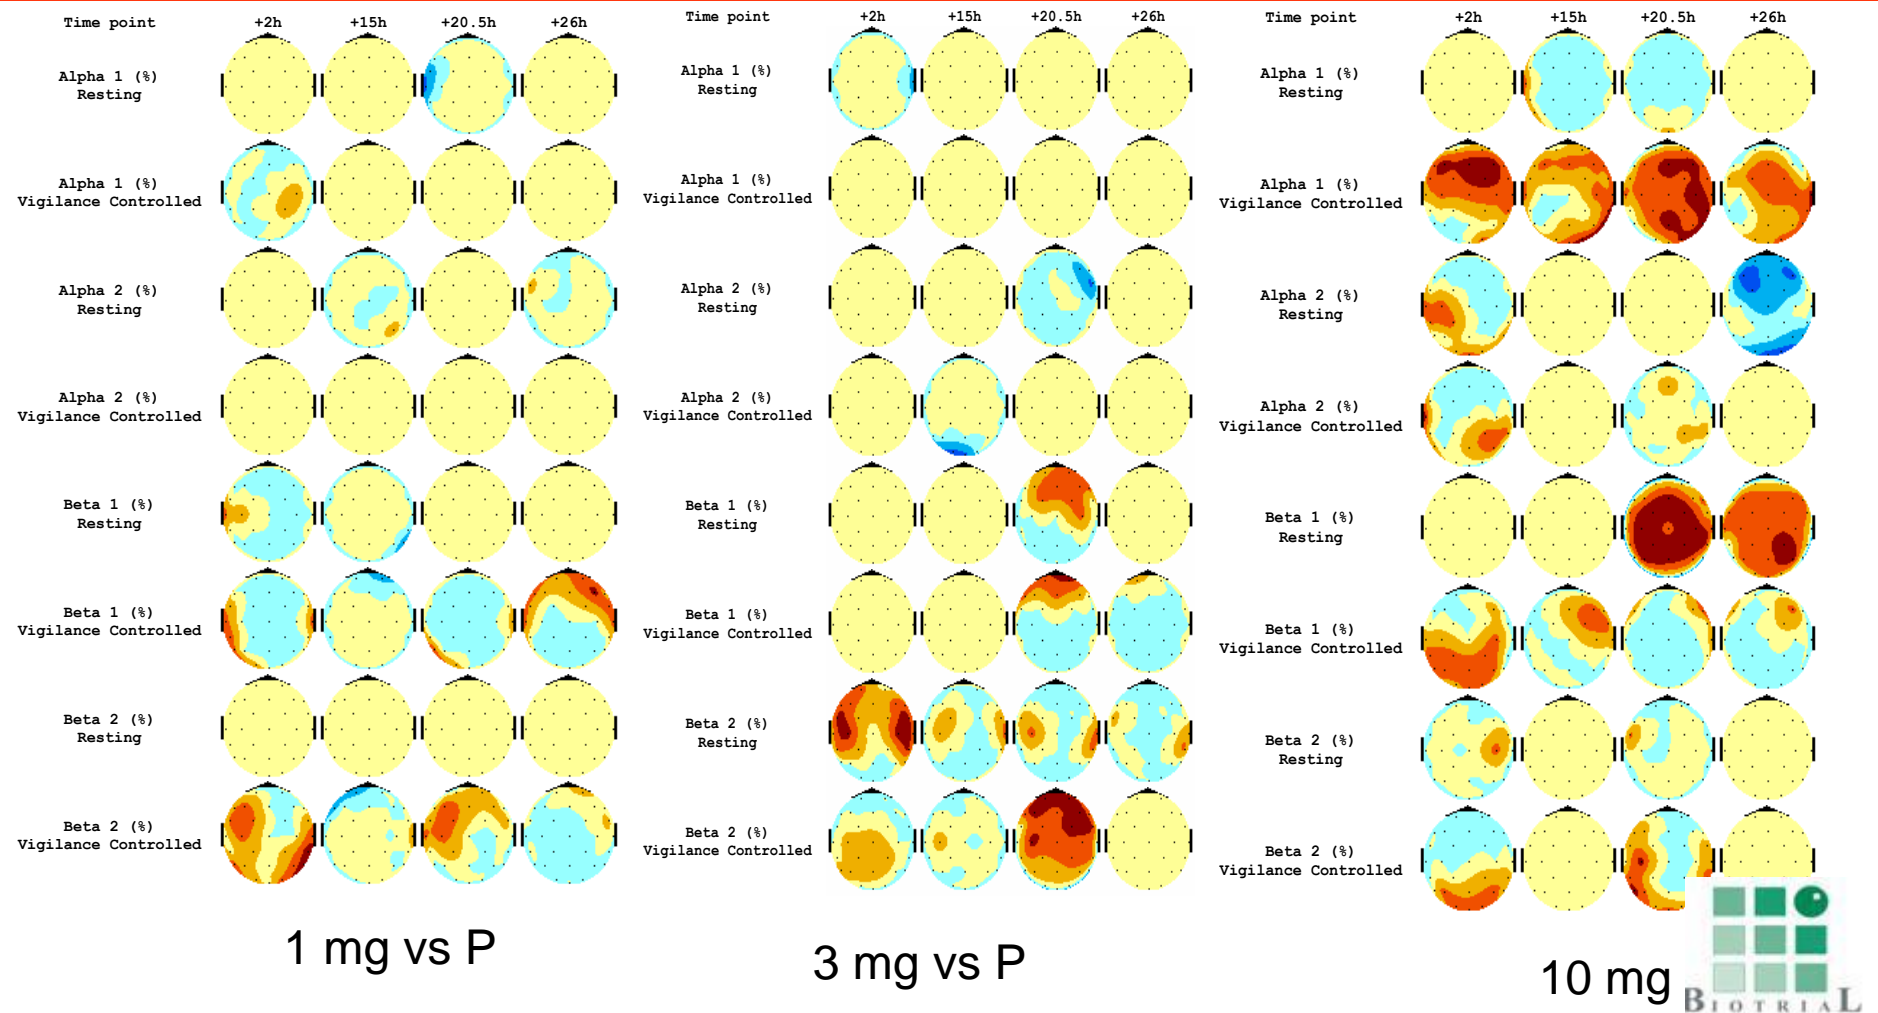 Time point +2h +15h +20.5h +26h
Alpha 1 (%)
Resting
Alpha 1 (%)
Vigilance Controlled
Alpha 2 (%)
Resting
Alpha 2 (%)
Vigilance Controlled
Beta 1 (%)
Resting
Beta 1 (%)
Vigilance Controlled
Beta 2 (%)
Resting
Beta 2 (%)
Vigilance Controlled
1 mg vs P
Time point +2h +15h +20.5h +26h
Alpha 1 (%)
Resting
Alpha 1 (%)
Vigilance Controlled
Alpha 2 (%)
Resting
Alpha 2 (%)
Vigilance Controlled
Beta 1 (%)
Resting
Beta 1 (%)
Vigilance Controlled
Beta 2 (%)
Resting
Beta 2 (%)
Vigilance Controlled
3 mg vs P
Time point +2h +15h +20.5h +26h
Alpha 1 (%)
Resting
Alpha 1 (%)
Vigilance Controlled
Alpha 2 (%)
Resting
Alpha 2 (%)
Vigilance Controlled
Beta 1 (%)
Resting
Beta 1 (%)
Vigilance Controlled
Beta 2 (%)
Resting
Beta 2 (%)
Vigilance Controlled
10 mg
BIOTRIAL